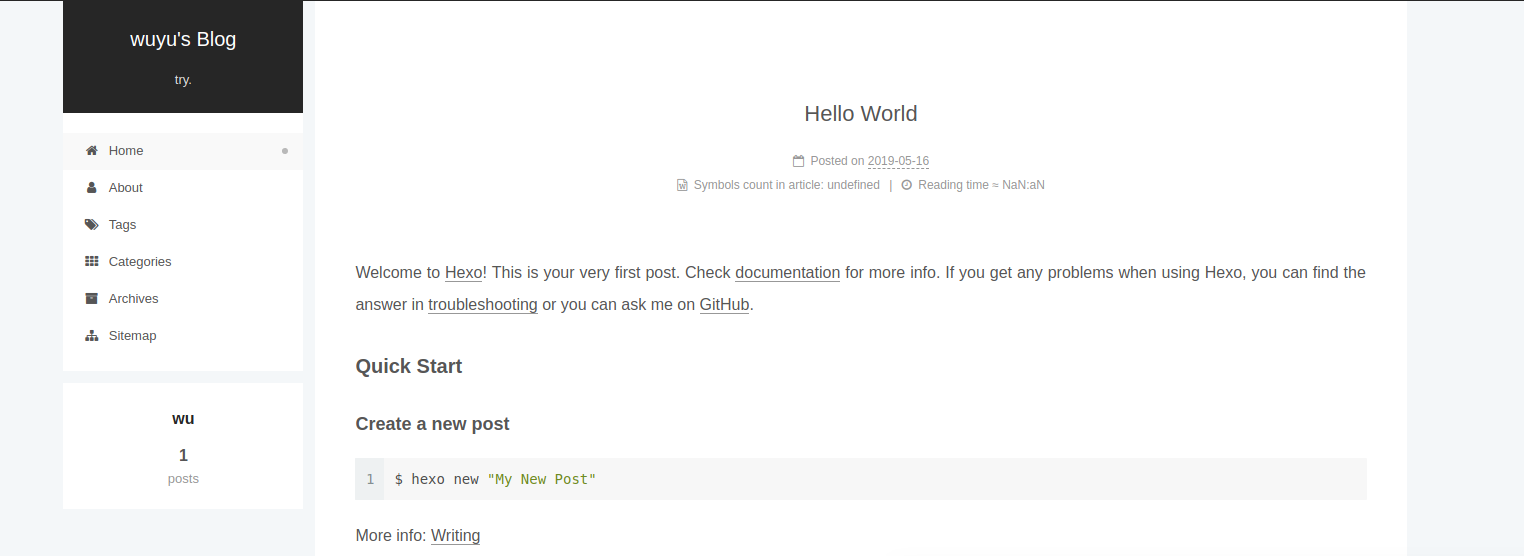 wuyu's Blog
try.
Home
About
Tags
Categories
Archives
Sitemap
wu
1
posts
Hello World
Posted on 2019-05-16
Symbols count in article: undefined | Reading time ≈ NaN:aN
Welcome to Hexo! This is your very first post. Check documentation for more info. If you get any problems when using Hexo, you can find the
answer in troubleshooting or you can ask me on GitHub.
Quick Start
Create a new post
1 $ hexo new "My New Post"
More info: Writing